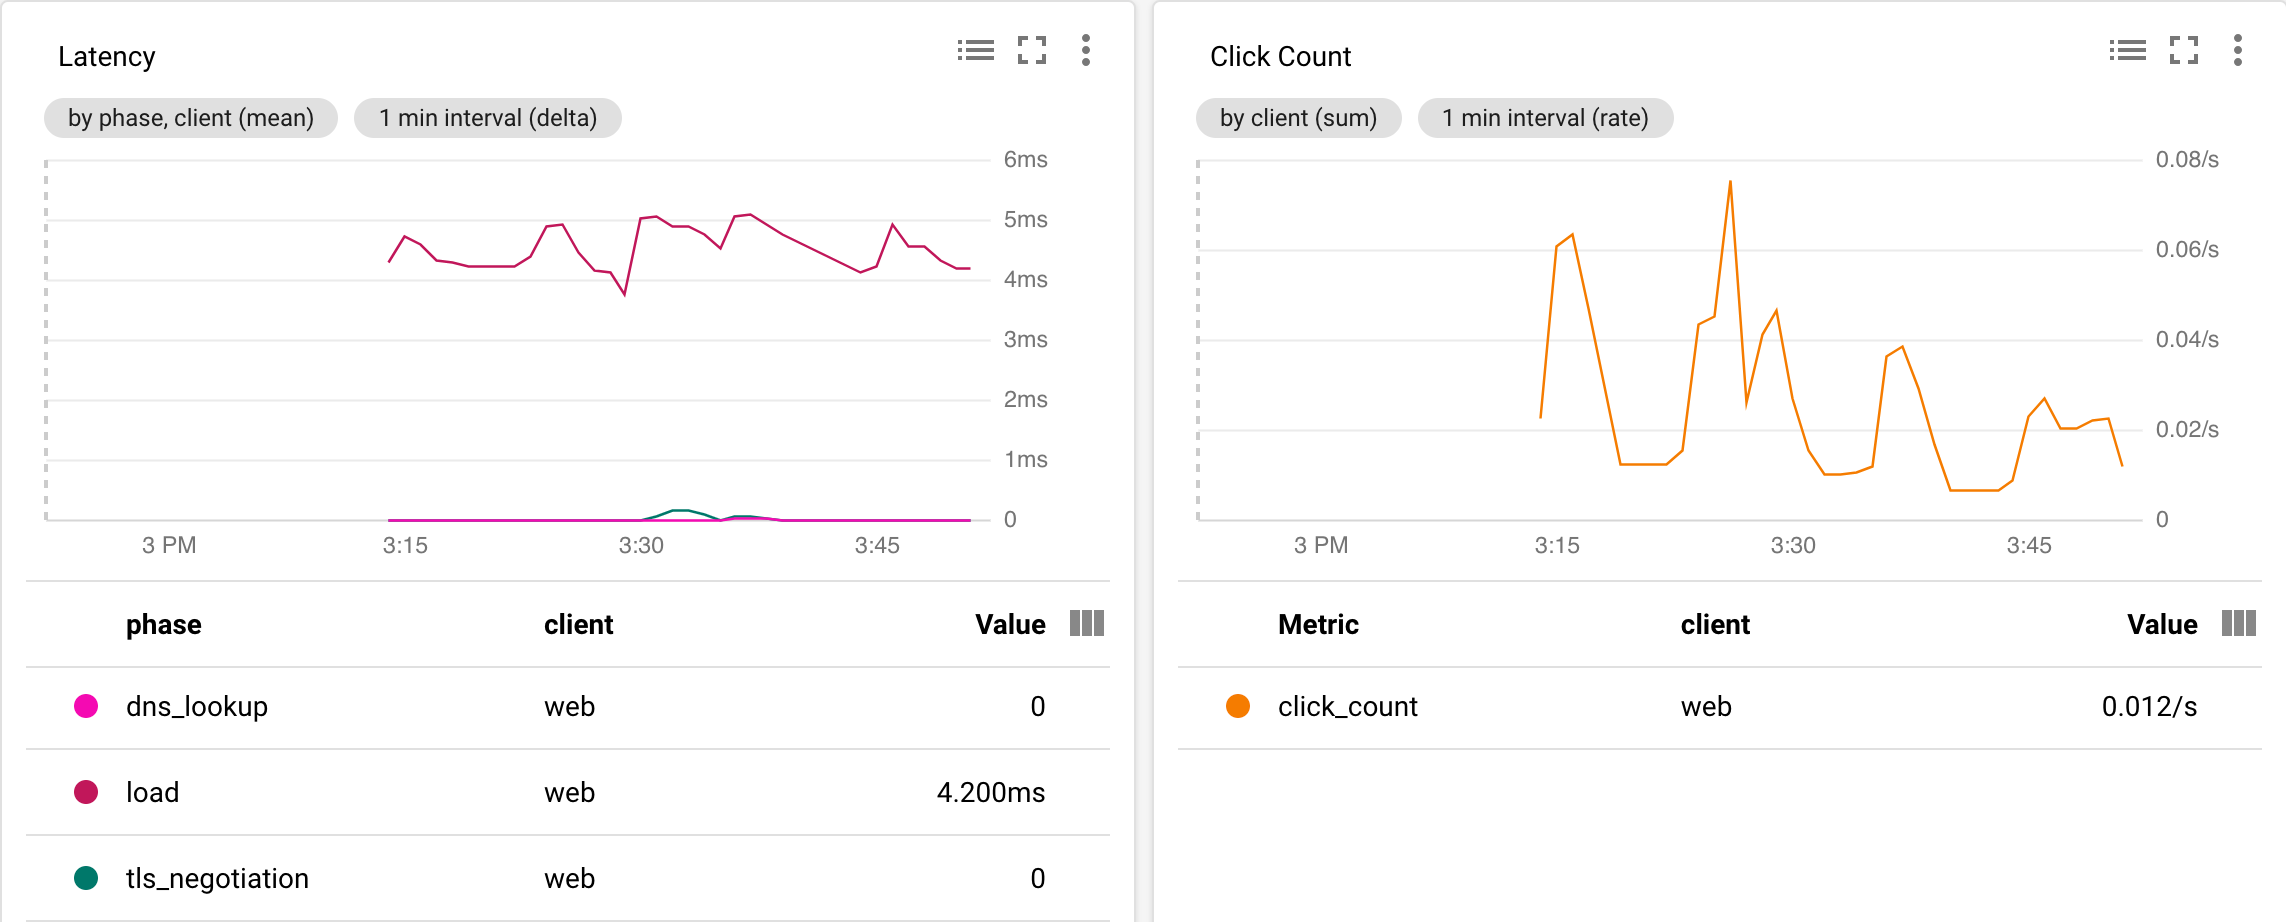 Latency
by phase, client (mean)
1 min interval (delta)
6ms
5ms
4ms
3ms
2ms
1ms
0
3 PM
3:15
3:30
3:45
phase client Value
dns_lookup web 0
load web 4.200ms
tls_negotiation web 0
Click Count
by client (sum)
1 min interval (rate)
0.08/s
0.06/s
0.04/s
0.02/s
0
3 PM
3:15
3:30
3:45
Metric client Value
click_count web 0.012/s